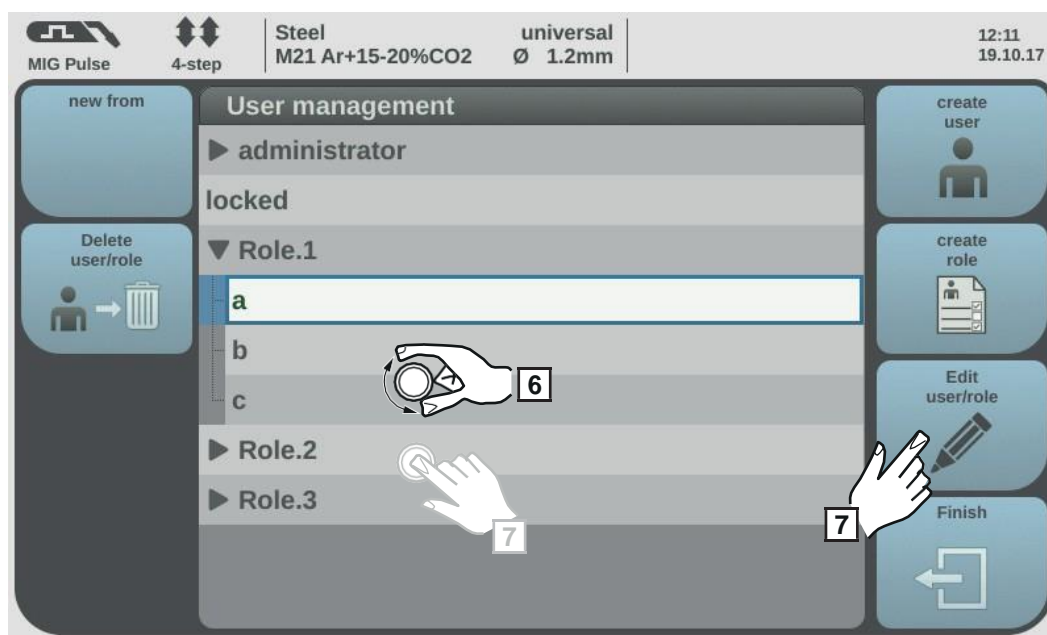 MIG Pulse
4-step
Steel
M21 Ar+15-20%CO2
universal
Ø 1.2mm
12:11
19.10.17
new from
Delete
user/role
User management
administrator
locked
Role.1
a
b
c
Role.2
Role.3
6
7
7
create
user
create
role
Edit
user/role
Finish